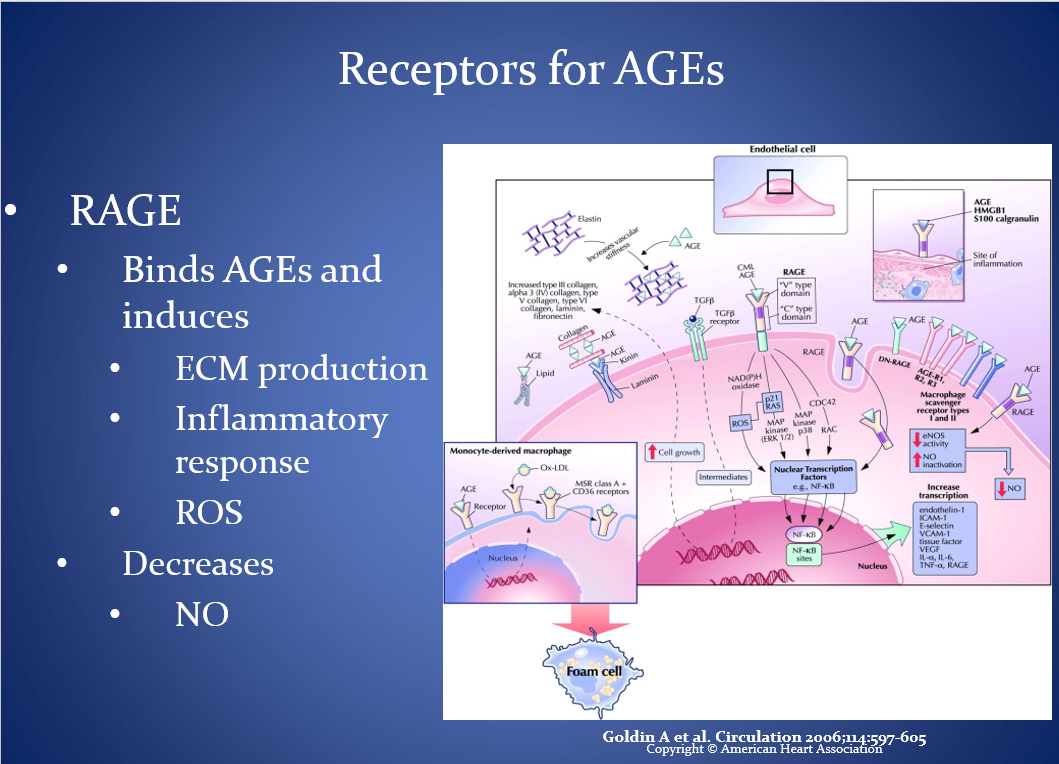 Receptors for AGEs
• RAGE
• Binds AGEs and
induces
• ECM production
• Inflammatory
response
• ROS
• Decreases
• NO
Endothelial cell
Elastin
Increases vascular
stiffness
AGE
Increased type III collagen,
alpha 3 (IV) collagen, type
V collagen, type VI
collagen, laminin,
fibronectin
Collagen
AGE
AGE
Kinin
Laminin
AGE
Lipid
TGFβ
TGFβ
receptor
CML
AGE
RAGE
"V" type
domain
"C" type
domain
AGE
HMGB1
S100 calgranulin
Site of
inflammation
AGE
RAGE
AGE
DN-RAGE
AGE-R1,
R2, R3
Macrophage
scavenger
receptor types
I and II
AGE
RAGE
NAD(P)H
oxidase
ROS
p21
RAS
MAP
kinase
(ERK 1/2)
MAP
kinase
p38
CDC42
RAC
eNOS
activity
NO
inactivation
NO
Cell growth
Intermediates
Nuclear Transcription
Factors
e.g., NF-κB
NF-κB
NF-κB
sites
Nucleus
Increase
transcription
endothelin-1
ICAM-1
E-selectin
VCAM-1
tissue factor
VEGF
IL-α, IL-6,
TNF-α, RAGE
Monocyte-derived macrophage
Ox-LDL
AGE
Receptor
MSR class A +
CD36 receptors
Nucleus
Foam cell
Goldin A et al. Circulation 2006;114:597-605
Copyright © American Heart Association